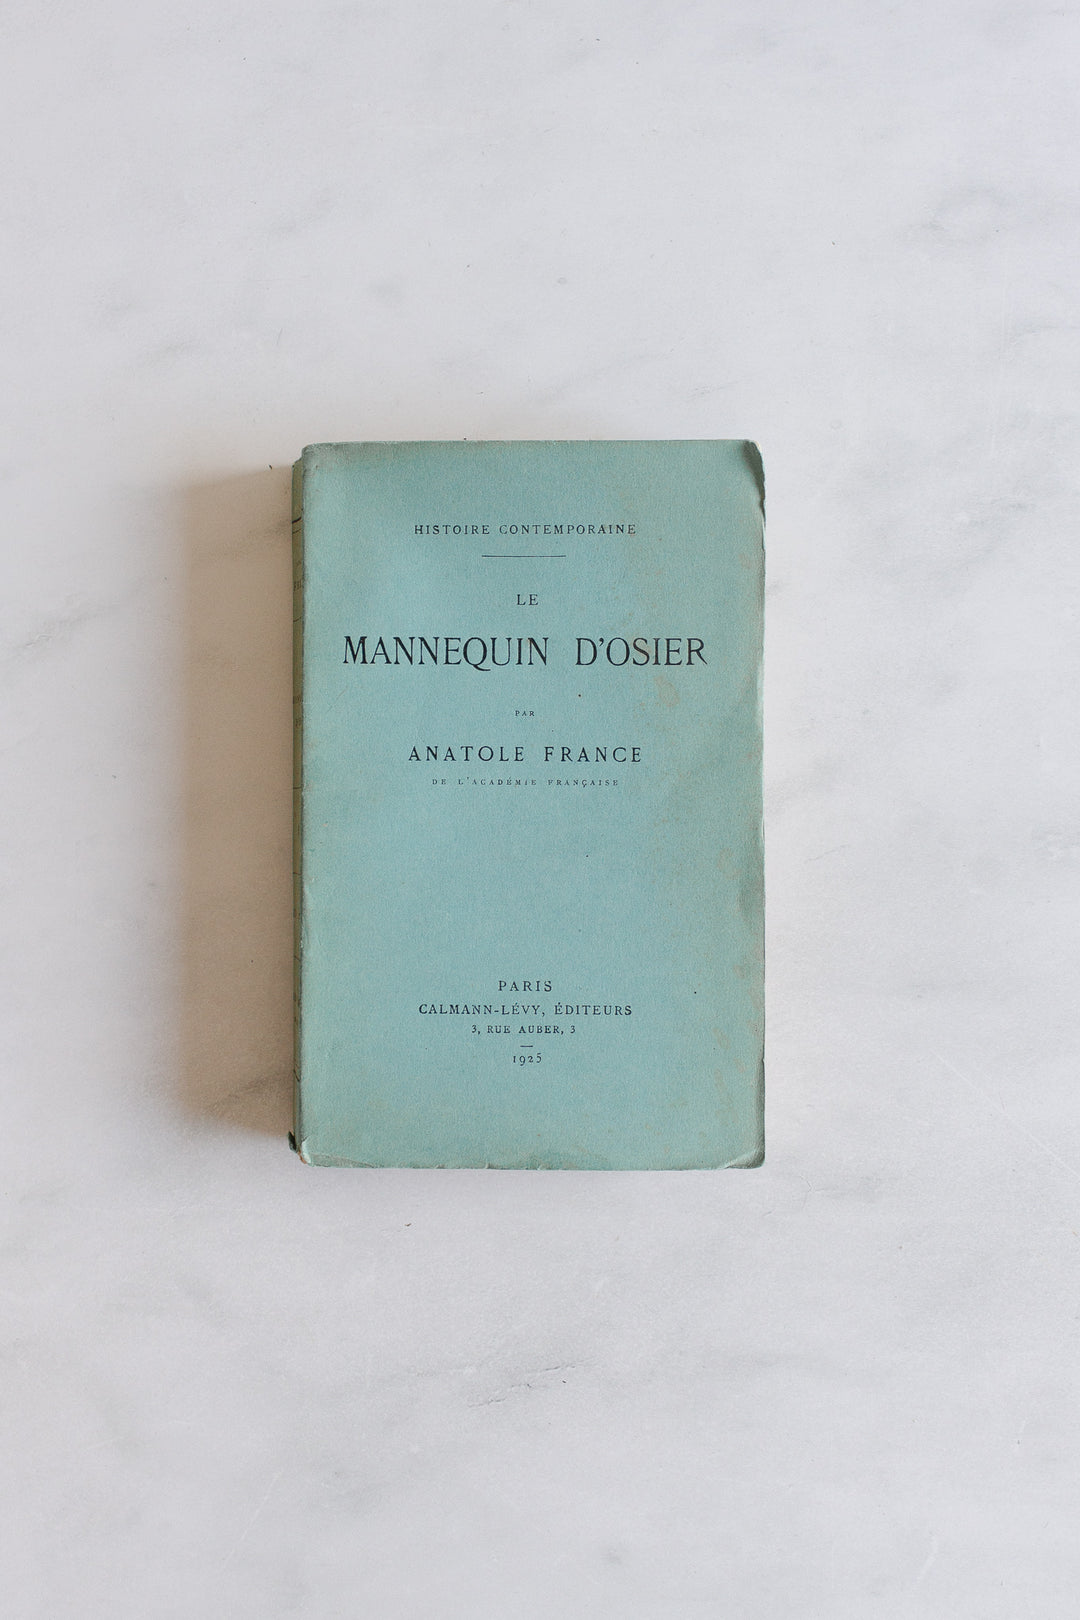 HISTOIRE CONTEMPORAINE
LE
MANNEQUIN D'OSIER
PAR
ANATOLE FRANCE
DE L'ACADÉMIE FRANÇAISE
PARIS
CALMANN-LÉVY, ÉDITEURS
3, RUE AUBER, 3
1925